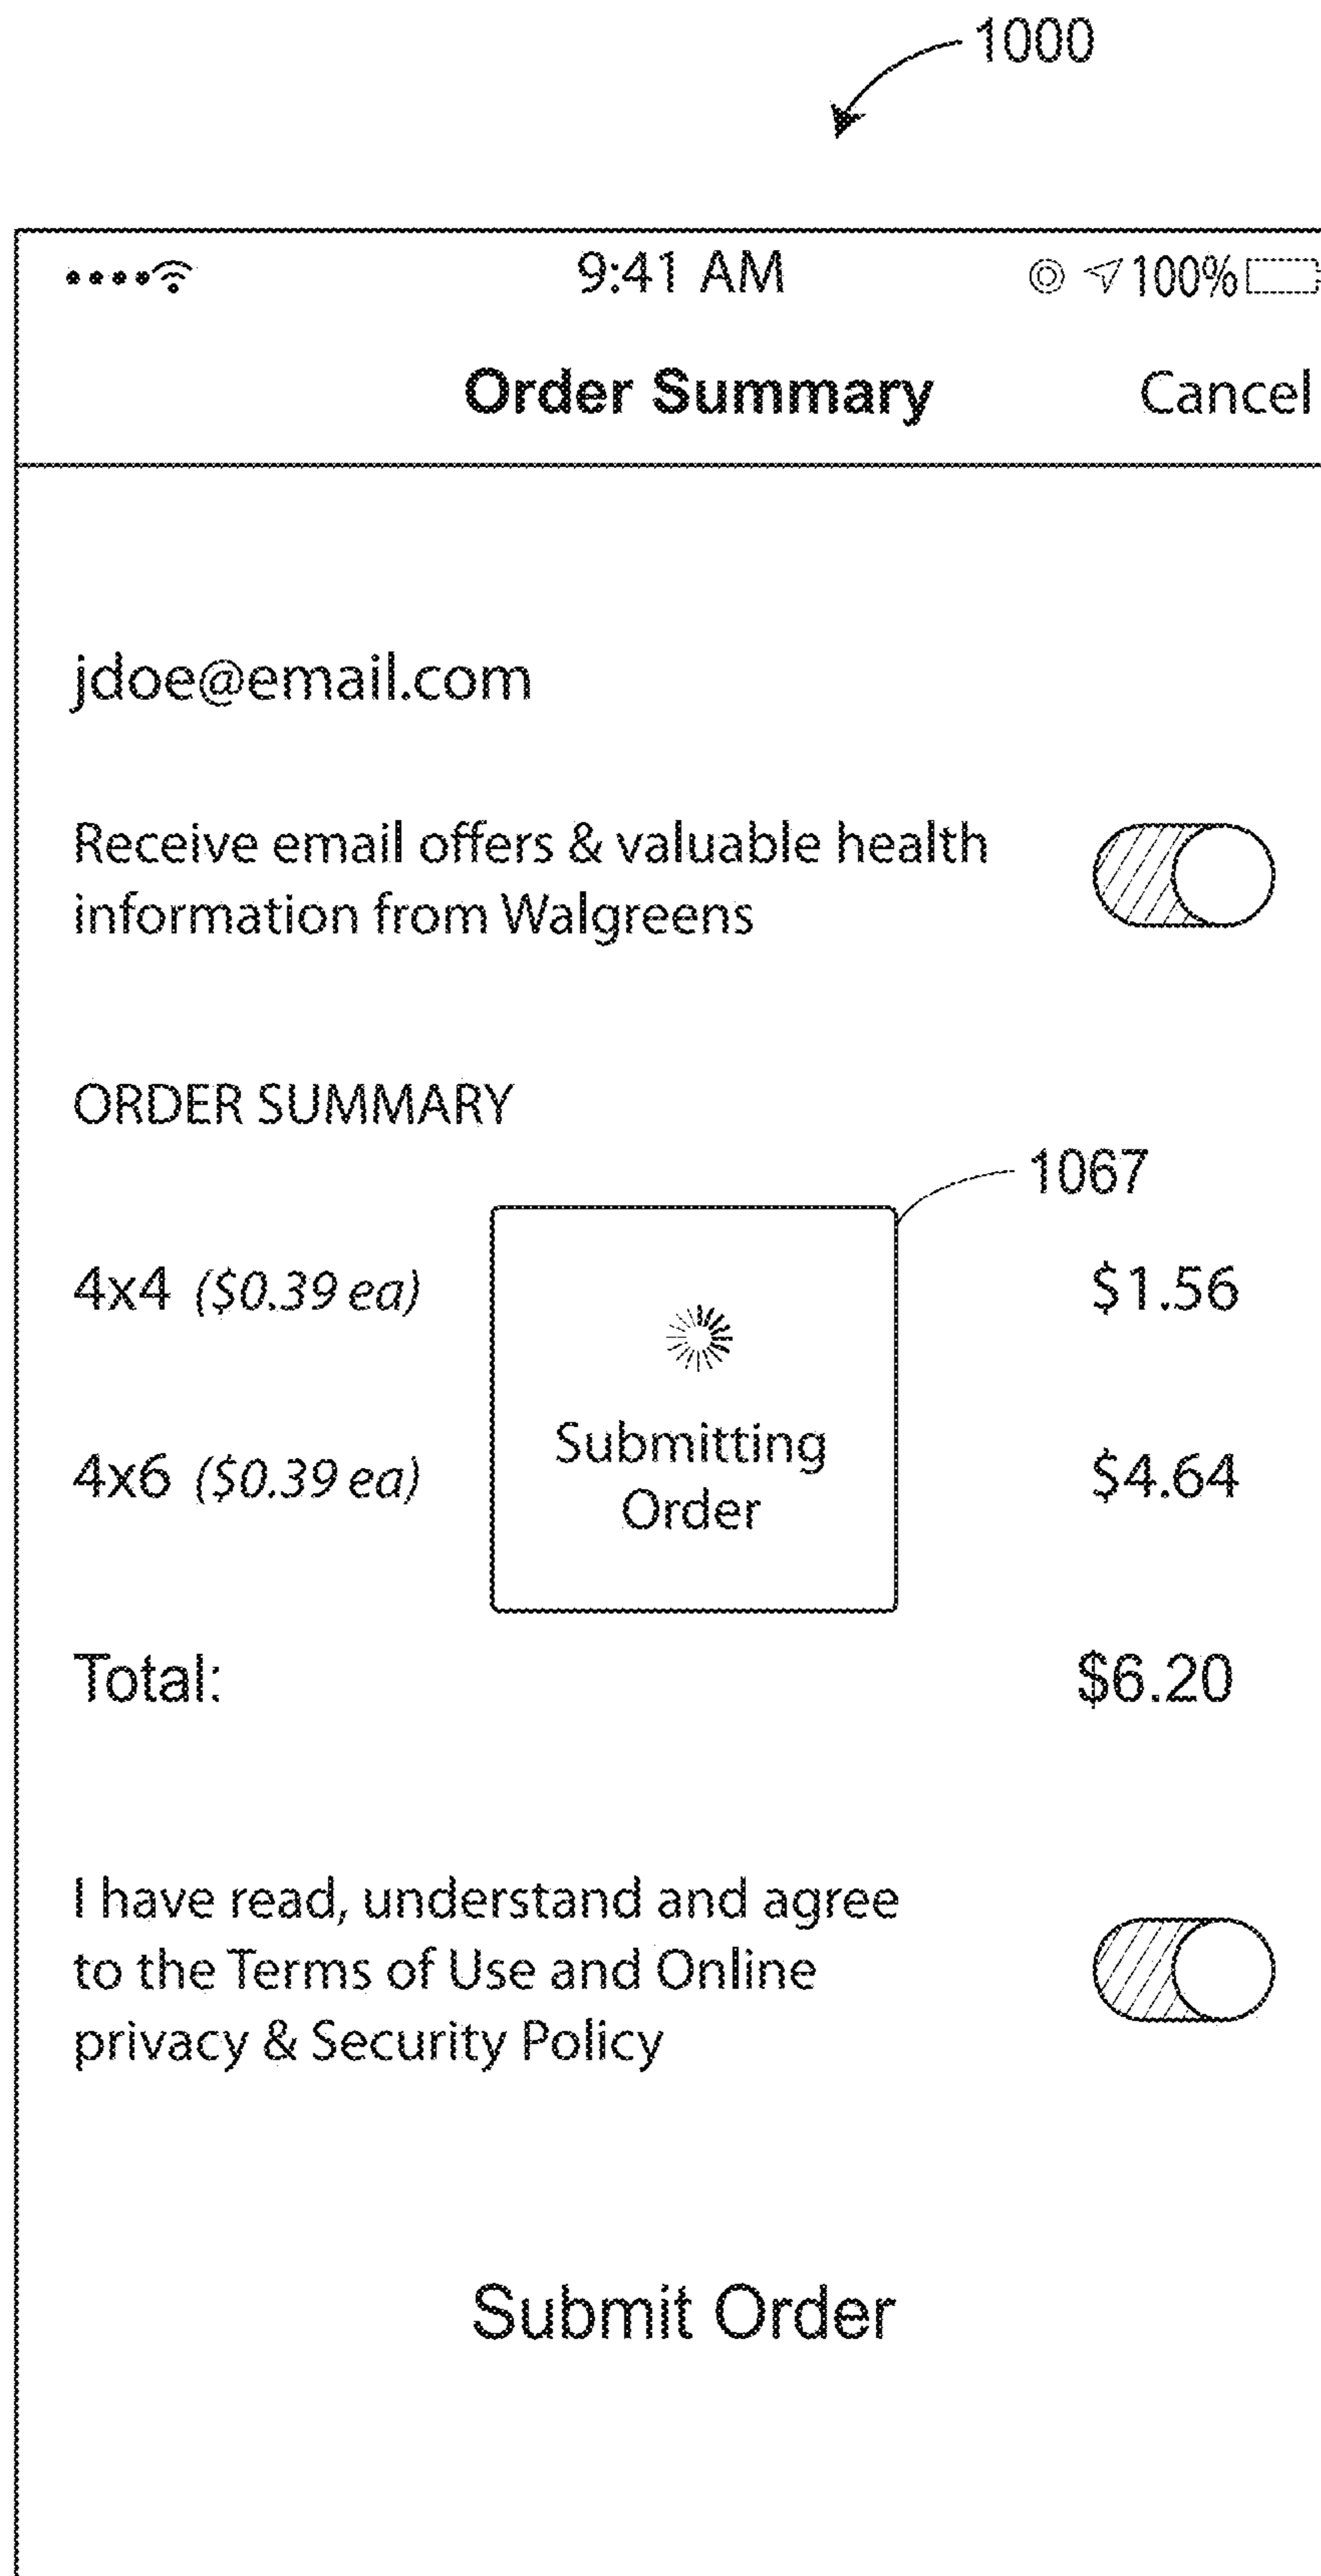 1000
9:41 AM 100%
Order Summary Cancel
jdoe@email.com
Receive email offers & valuable health
information from Walgreens
ORDER SUMMARY
1067
4x4 ($0.39 ea) $1.56
Submitting
4x6 ($0.39 ea) $4.64
Order
Total: $6.20
I have read, understand and agree
to the Terms of Use and Online
privacy & Security Policy
Submit Order